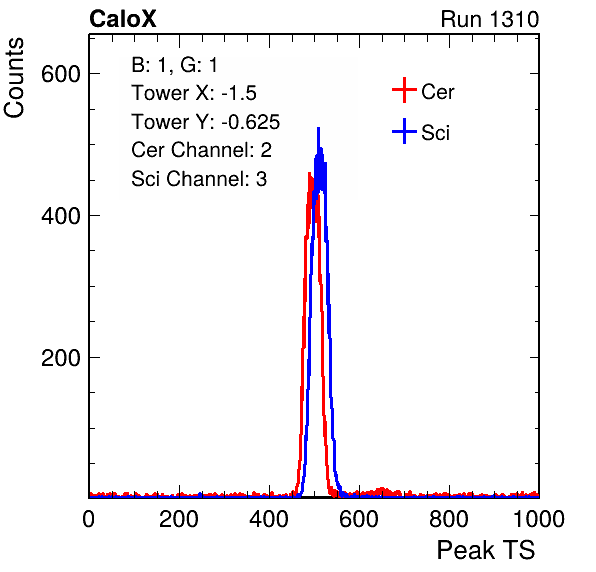 CaloX Run 1310
Counts
B: 1, G: 1
Tower X: -1.5
Tower Y: -0.625
Cer Channel: 2
Sci Channel: 3
Cer
Sci
600
400
200
0 200 400 600 800 1000
Peak TS